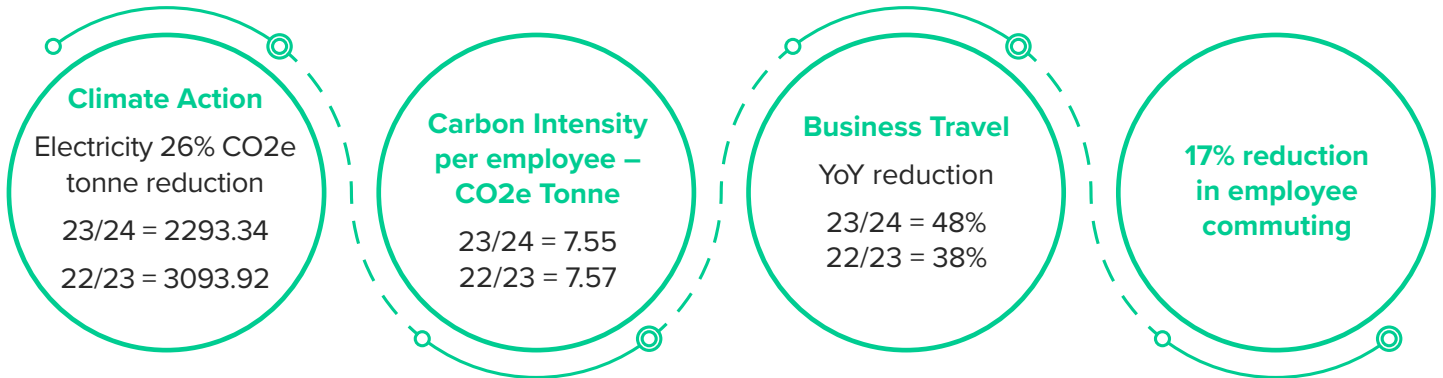 Climate Action
Electricity 26% CO2e
tonne reduction
23/24 = 2293.34
22/23 = 3093.92
Carbon Intensity
per employee –
CO2e Tonne
23/24 = 7.55
22/23 = 7.57
Business Travel
YoY reduction
23/24 = 48%
22/23 = 38%
17% reduction
in employee
commuting